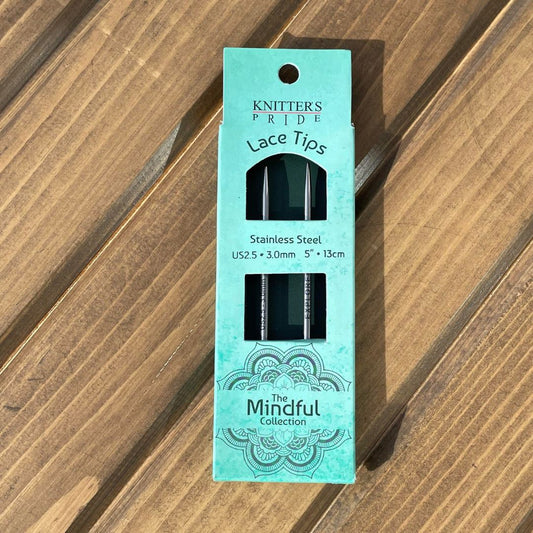 KNITTER'S
PRIDE
Lace Tips
Stainless Steel
US2.5 • 3.0mm 5" • 13cm
The
Mindful
Collection